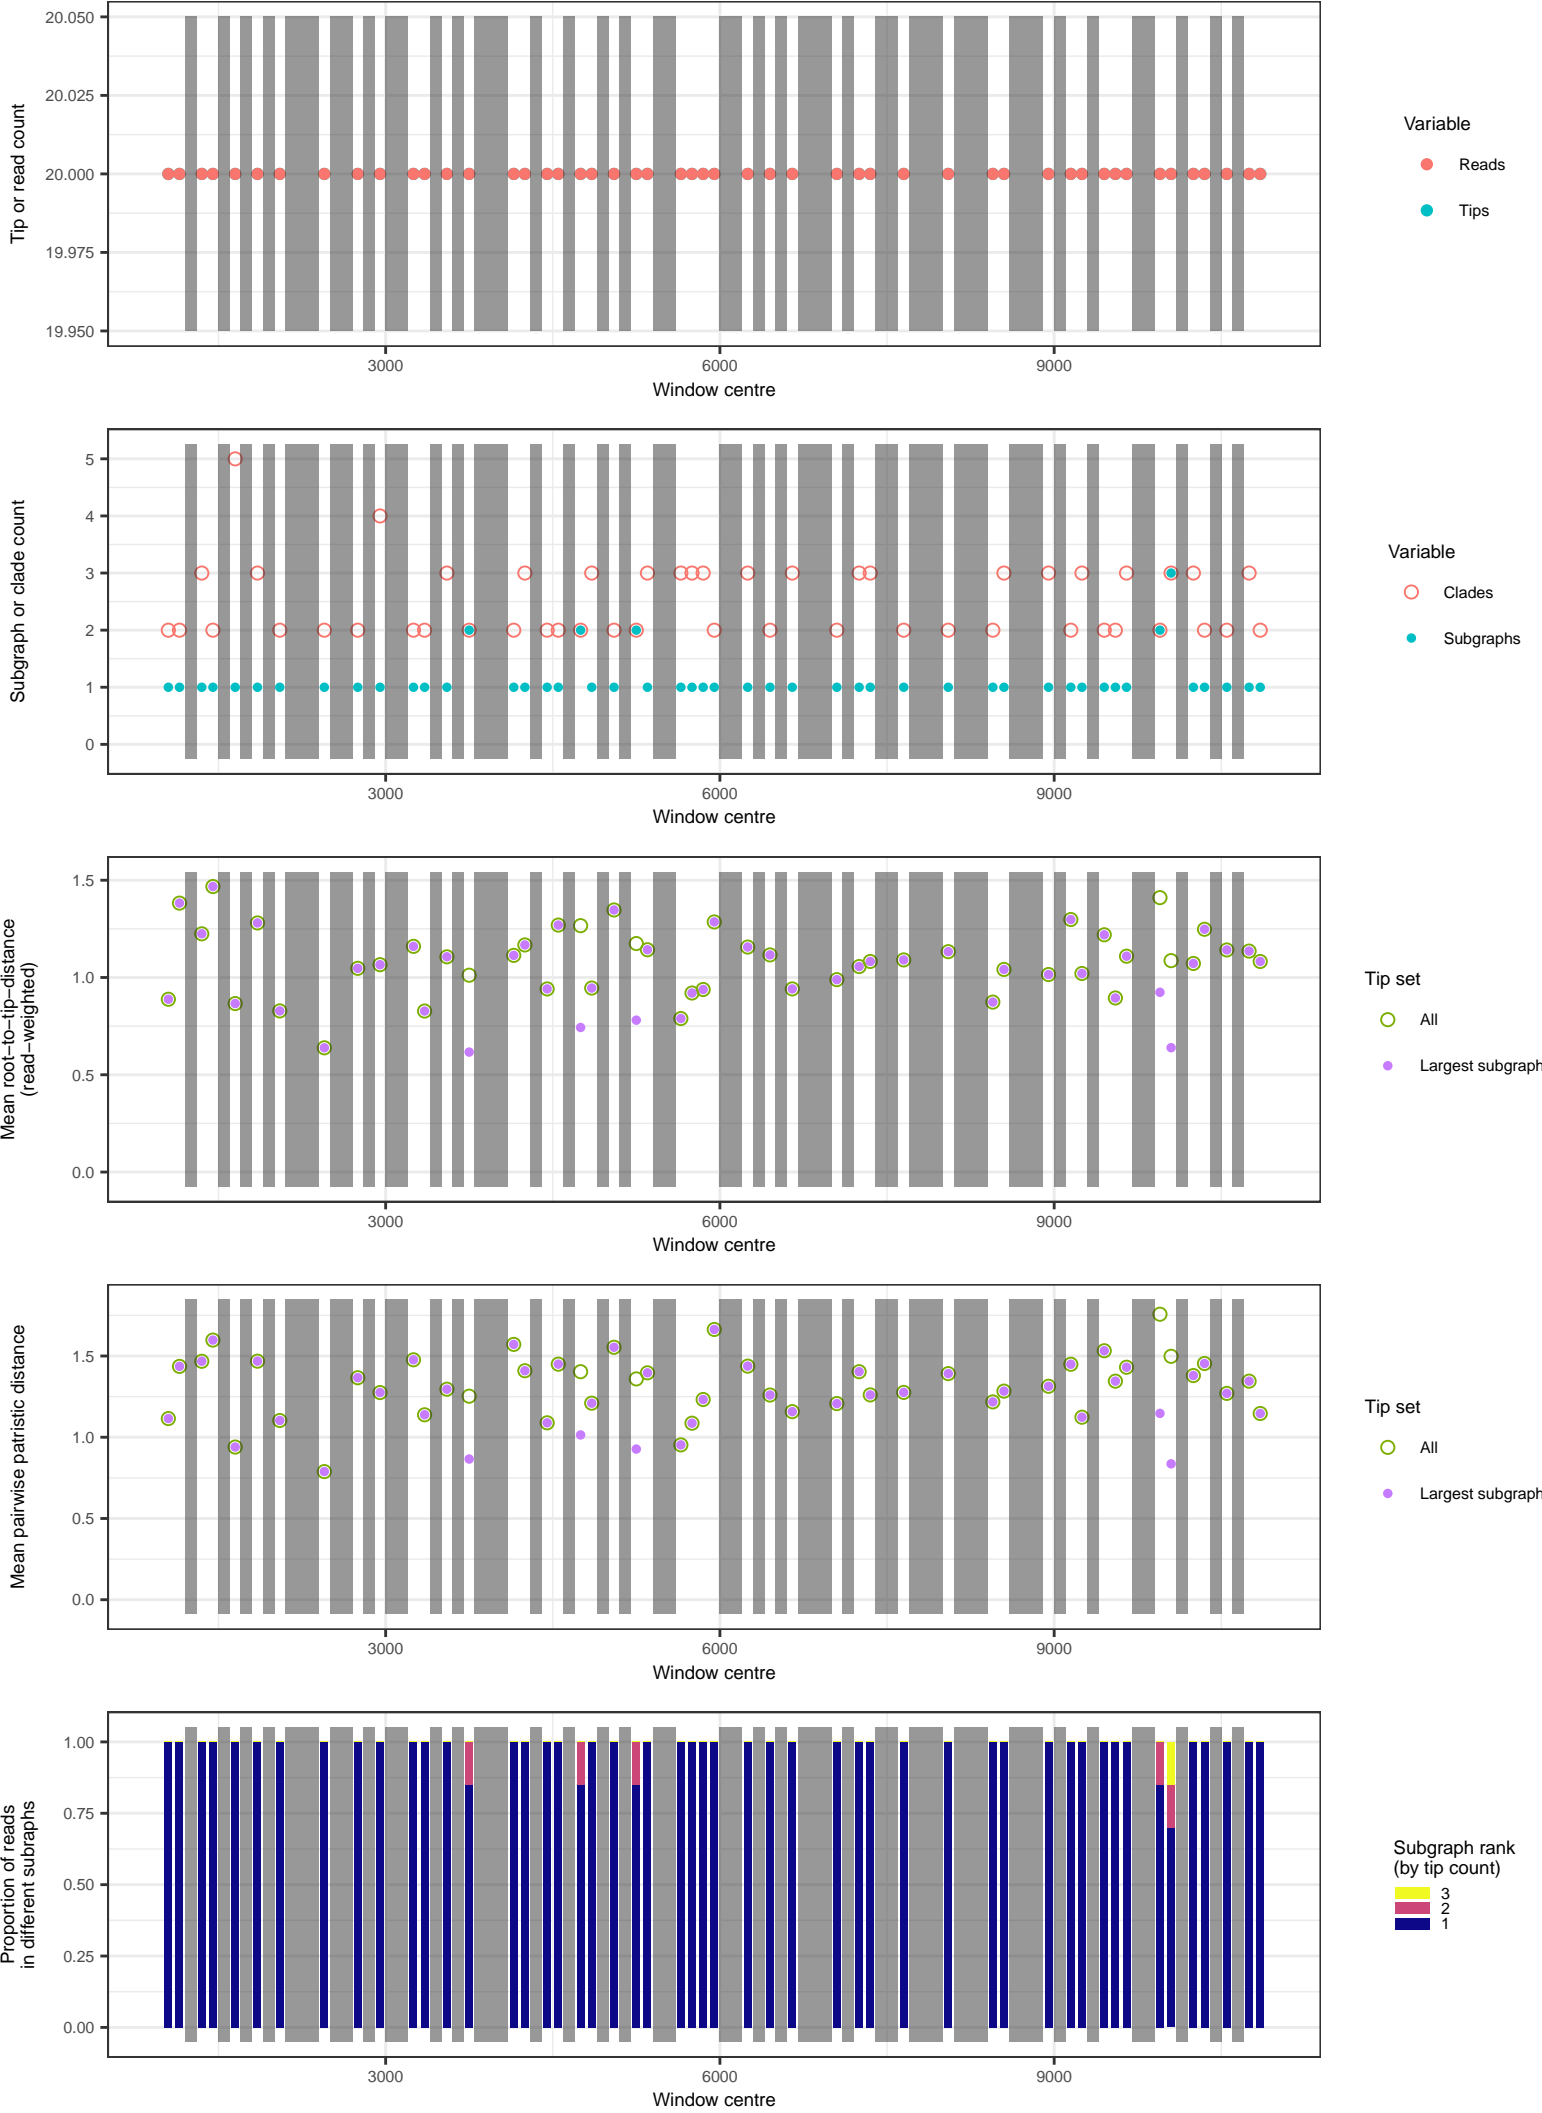 20.050
20.025
20.000
19.975
19.950
Tip or read count
3000
6000
9000
Window centre
Variable
Reads
Tips
5
4
3
2
1
0
Subgraph or clade count
3000
6000
9000
Window centre
Variable
Clades
Subgraphs
1.5
1.0
0.5
0.0
Mean root−to−tip−distance
(read−weighted)
3000
6000
9000
Window centre
Tip set
All
Largest subgraph
1.5
1.0
0.5
0.0
Mean pairwise patristic distance
3000
6000
9000
Window centre
Tip set
All
Largest subgraph
1.00
0.75
0.50
0.25
0.00
Proportion of reads
in different subraphs
3000
6000
9000
Window centre
Subgraph rank
(by tip count)
3
2
1